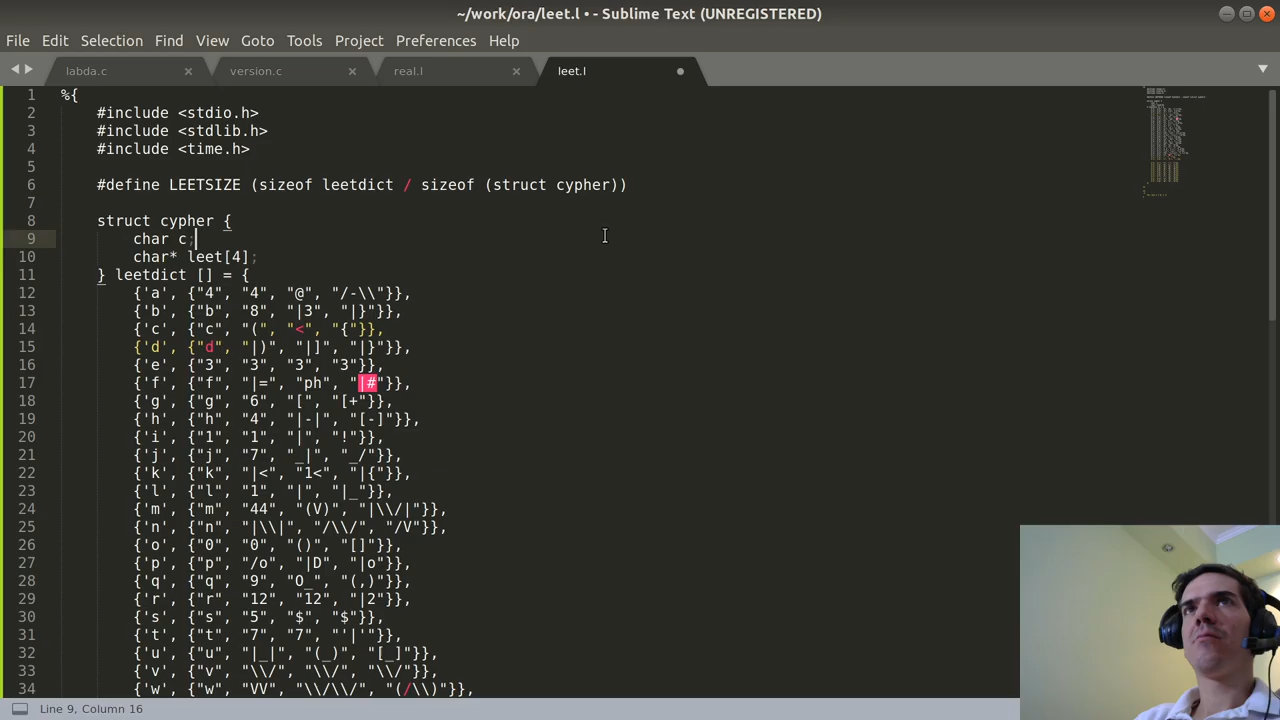 ~/work/ora/leet.l • - Sublime Text (UNREGISTERED)
File Edit Selection Find View Goto Tools Project Preferences Help
labda.c × version.c × real.l × leet.l
1 %{
2 #include <stdio.h>
3 #include <stdlib.h>
4 #include <time.h>
5
6 #define LEETSIZE (sizeof leetdict / sizeof (struct cypher))
7
8 struct cypher {
9 char c;
10 char* leet[4];
11 } leetdict [] = {
12 {'a', {"4", "4", "@", "/-\\"}},
13 {'b', {"b", "8", "|3", "|}"}},
14 {'c', {"c", "(", "<", "{"}},
15 {'d', {"d", "|)", "|]", "|}"}},
16 {'e', {"3", "3", "3", "3"}},
17 {'f', {"f", "|=", "ph", "|#"}},
18 {'g', {"g", "6", "[", "[+"}},
19 {'h', {"h", "4", "|-|", "[-]"}},
20 {'i', {"1", "1", "|", "!"}},
21 {'j', {"j", "7", "_|", "_/"}},
22 {'k', {"k", "|<", "1<", "|{"}},
23 {'l', {"l", "1", "|", "|_"}},
24 {'m', {"m", "44", "(V)", "|\\/|"}},
25 {'n', {"n", "|\\|", "/\\/", "/V"}},
26 {'o', {"0", "0", "()", "[]"}},
27 {'p', {"p", "/o", "|D", "|o"}},
28 {'q', {"q", "9", "O_", "(,)"}},
29 {'r', {"r", "12", "12", "|2"}},
30 {'s', {"s", "5", "$", "$"}},
31 {'t', {"t", "7", "7", "'|'"}},
32 {'u', {"u", "|_|", "(_)", "[_]"}},
33 {'v', {"v", "\\/", "\\/", "\\/"}},
34 {'w', {"w", "VV", "\\/\\/", "(/\\)"}},
Line 9, Column 16